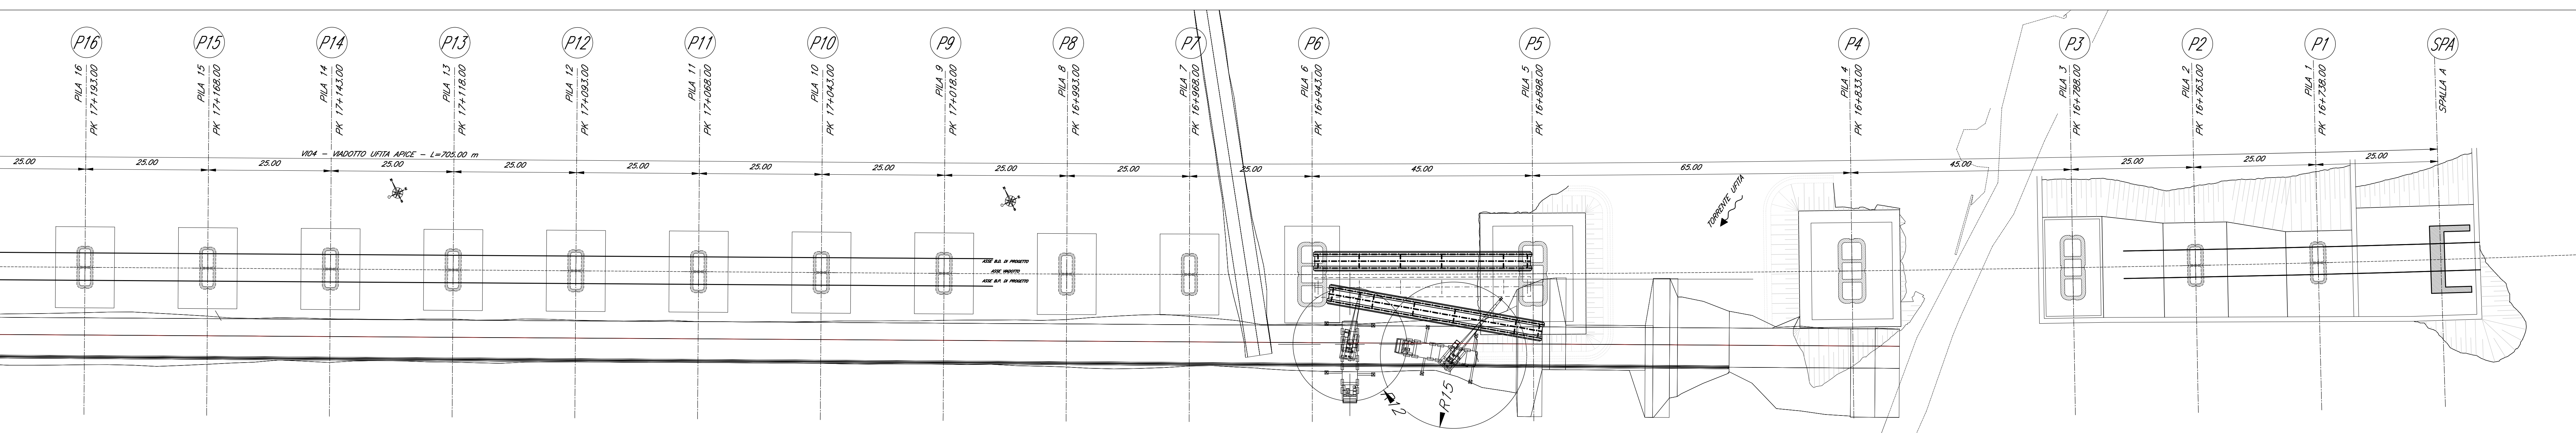 P16 P15 P14 P13 P12 P11 P10 P9 P8 P7 P6 P5 P4 P3 P2 P1 SPA
PILA 16
PK 17+193.00
PILA 15
PK 17+168.00
PILA 14
PK 17+143.00
PILA 13
PK 17+118.00
PILA 12
PK 17+093.00
PILA 11
PK 17+068.00
PILA 10
PK 17+043.00
PILA 9
PK 17+018.00
PILA 8
PK 16+993.00
PILA 7
PK 16+968.00
PILA 6
PK 16+943.00
PILA 5
PK 16+898.00
PILA 4
PK 16+833.00
PILA 3
PK 16+788.00
PILA 2
PK 16+763.00
PILA 1
PK 16+738.00
SPALLA A
VI04 - VIADOTTO UFITA APICE - L=705.00 m
25.00 25.00 25.00 25.00 25.00 25.00 25.00 25.00 25.00 25.00 25.00 45.00 65.00 45.00 25.00 25.00 25.00
TORRENTE UFITA
ASSE B.D. DI PROGETTO
ASSE VIADOTTO
ASSE B.P. DI PROGETTO
R12
R15